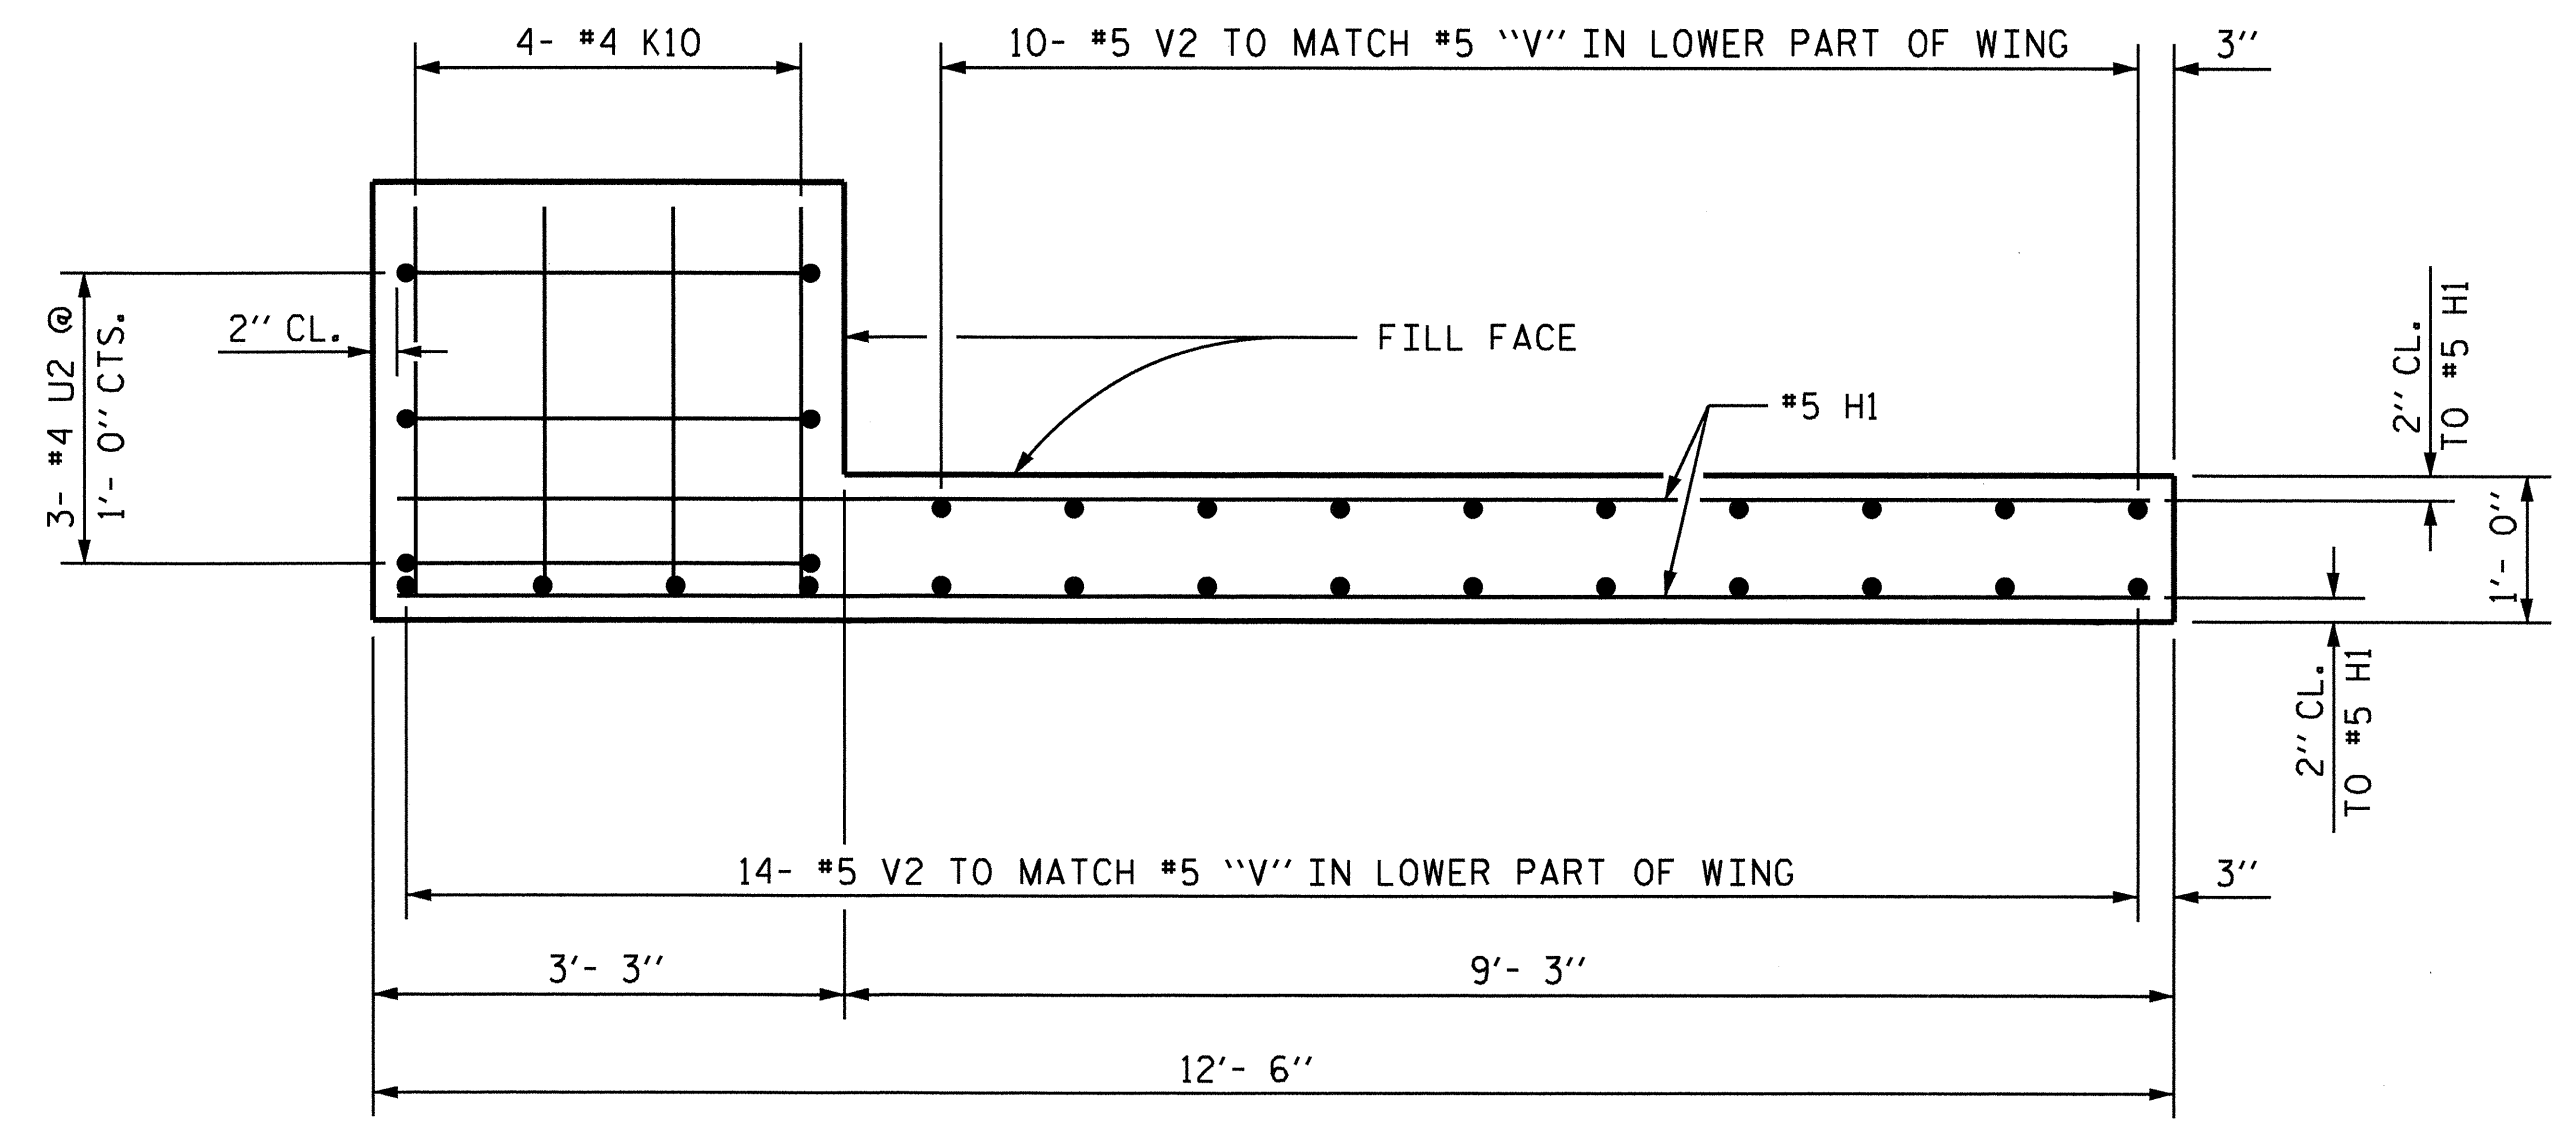 4- #4 K10
10- #5 V2 TO MATCH #5 "V" IN LOWER PART OF WING
3"
3- #4 U2 @
1'- 0" CTS.
2" CL.
FILL FACE
#5 H1
2" CL.
TO #5 H1
1'- 0"
2" CL.
TO #5 H1
14- #5 V2 TO MATCH #5 "V" IN LOWER PART OF WING
3"
3'- 3"
9'- 3"
12'- 6"